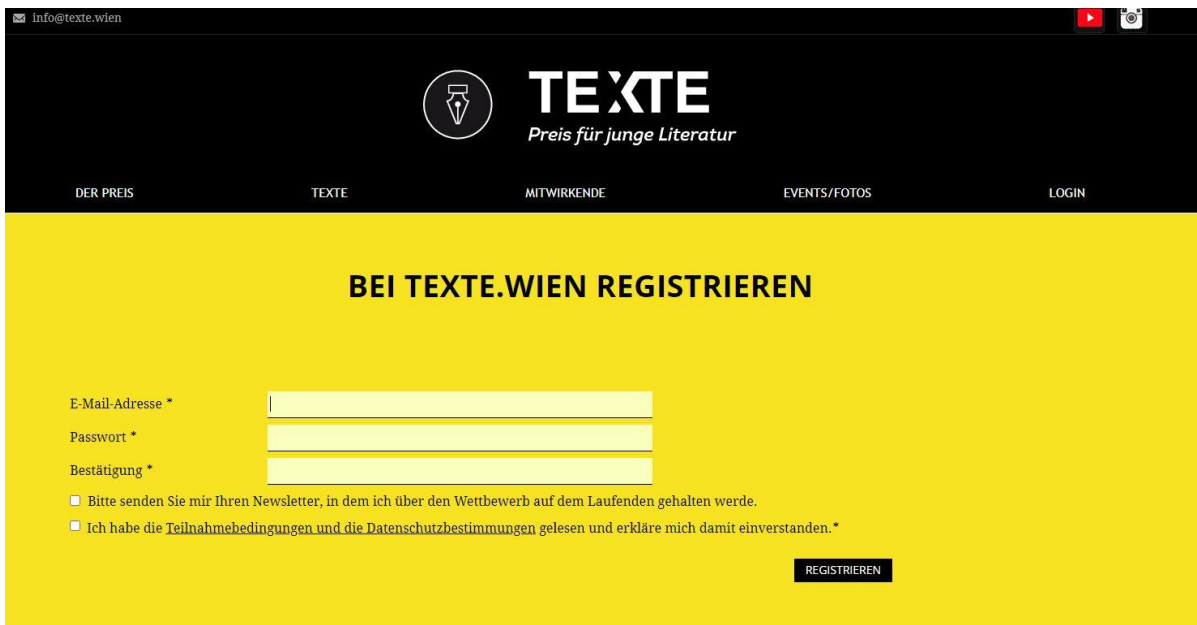 info@texte.wien
TEXTE
Preis für junge Literatur
DER PREIS TEXTE MITWIRKENDE EVENTS/FOTOS LOGIN
BEI TEXTE.WIEN REGISTRIEREN
E-Mail-Adresse *
Passwort *
Bestätigung *
Bitte senden Sie mir Ihren Newsletter, in dem ich über den Wettbewerb auf dem Laufenden gehalten werde.
Ich habe die Teilnahmebedingungen und die Datenschutzbestimmungen gelesen und erkläre mich damit einverstanden.*
REGISTRIEREN